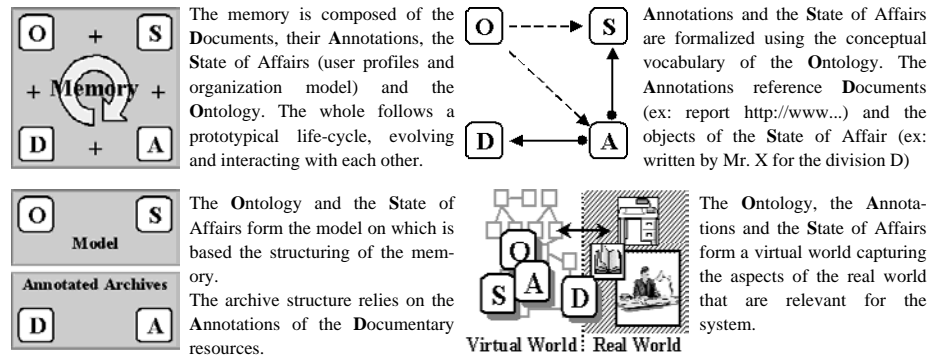 O + S
+ Memory +
D + A
The memory is composed of the
Documents, their Annotations, the
State of Affairs (user profiles and
organization model) and the
Ontology. The whole follows a
prototypical life-cycle, evolving
and interacting with each other.
O S
D A
Annotations and the State of Affairs
are formalized using the conceptual
vocabulary of the Ontology. The
Annotations reference Documents
(ex: report http://www...) and the
objects of the State of Affair (ex:
written by Mr. X for the division D)
O S
Model
Annotated Archives
D A
The Ontology and the State of
Affairs form the model on which is
based the structuring of the mem-
ory.
The archive structure relies on the
Annotations of the Documentary
resources.
O
S A D
Virtual World Real World
The Ontology, the Annota-
tions and the State of Affairs
form a virtual world capturing
the aspects of the real world
that are relevant for the
system.